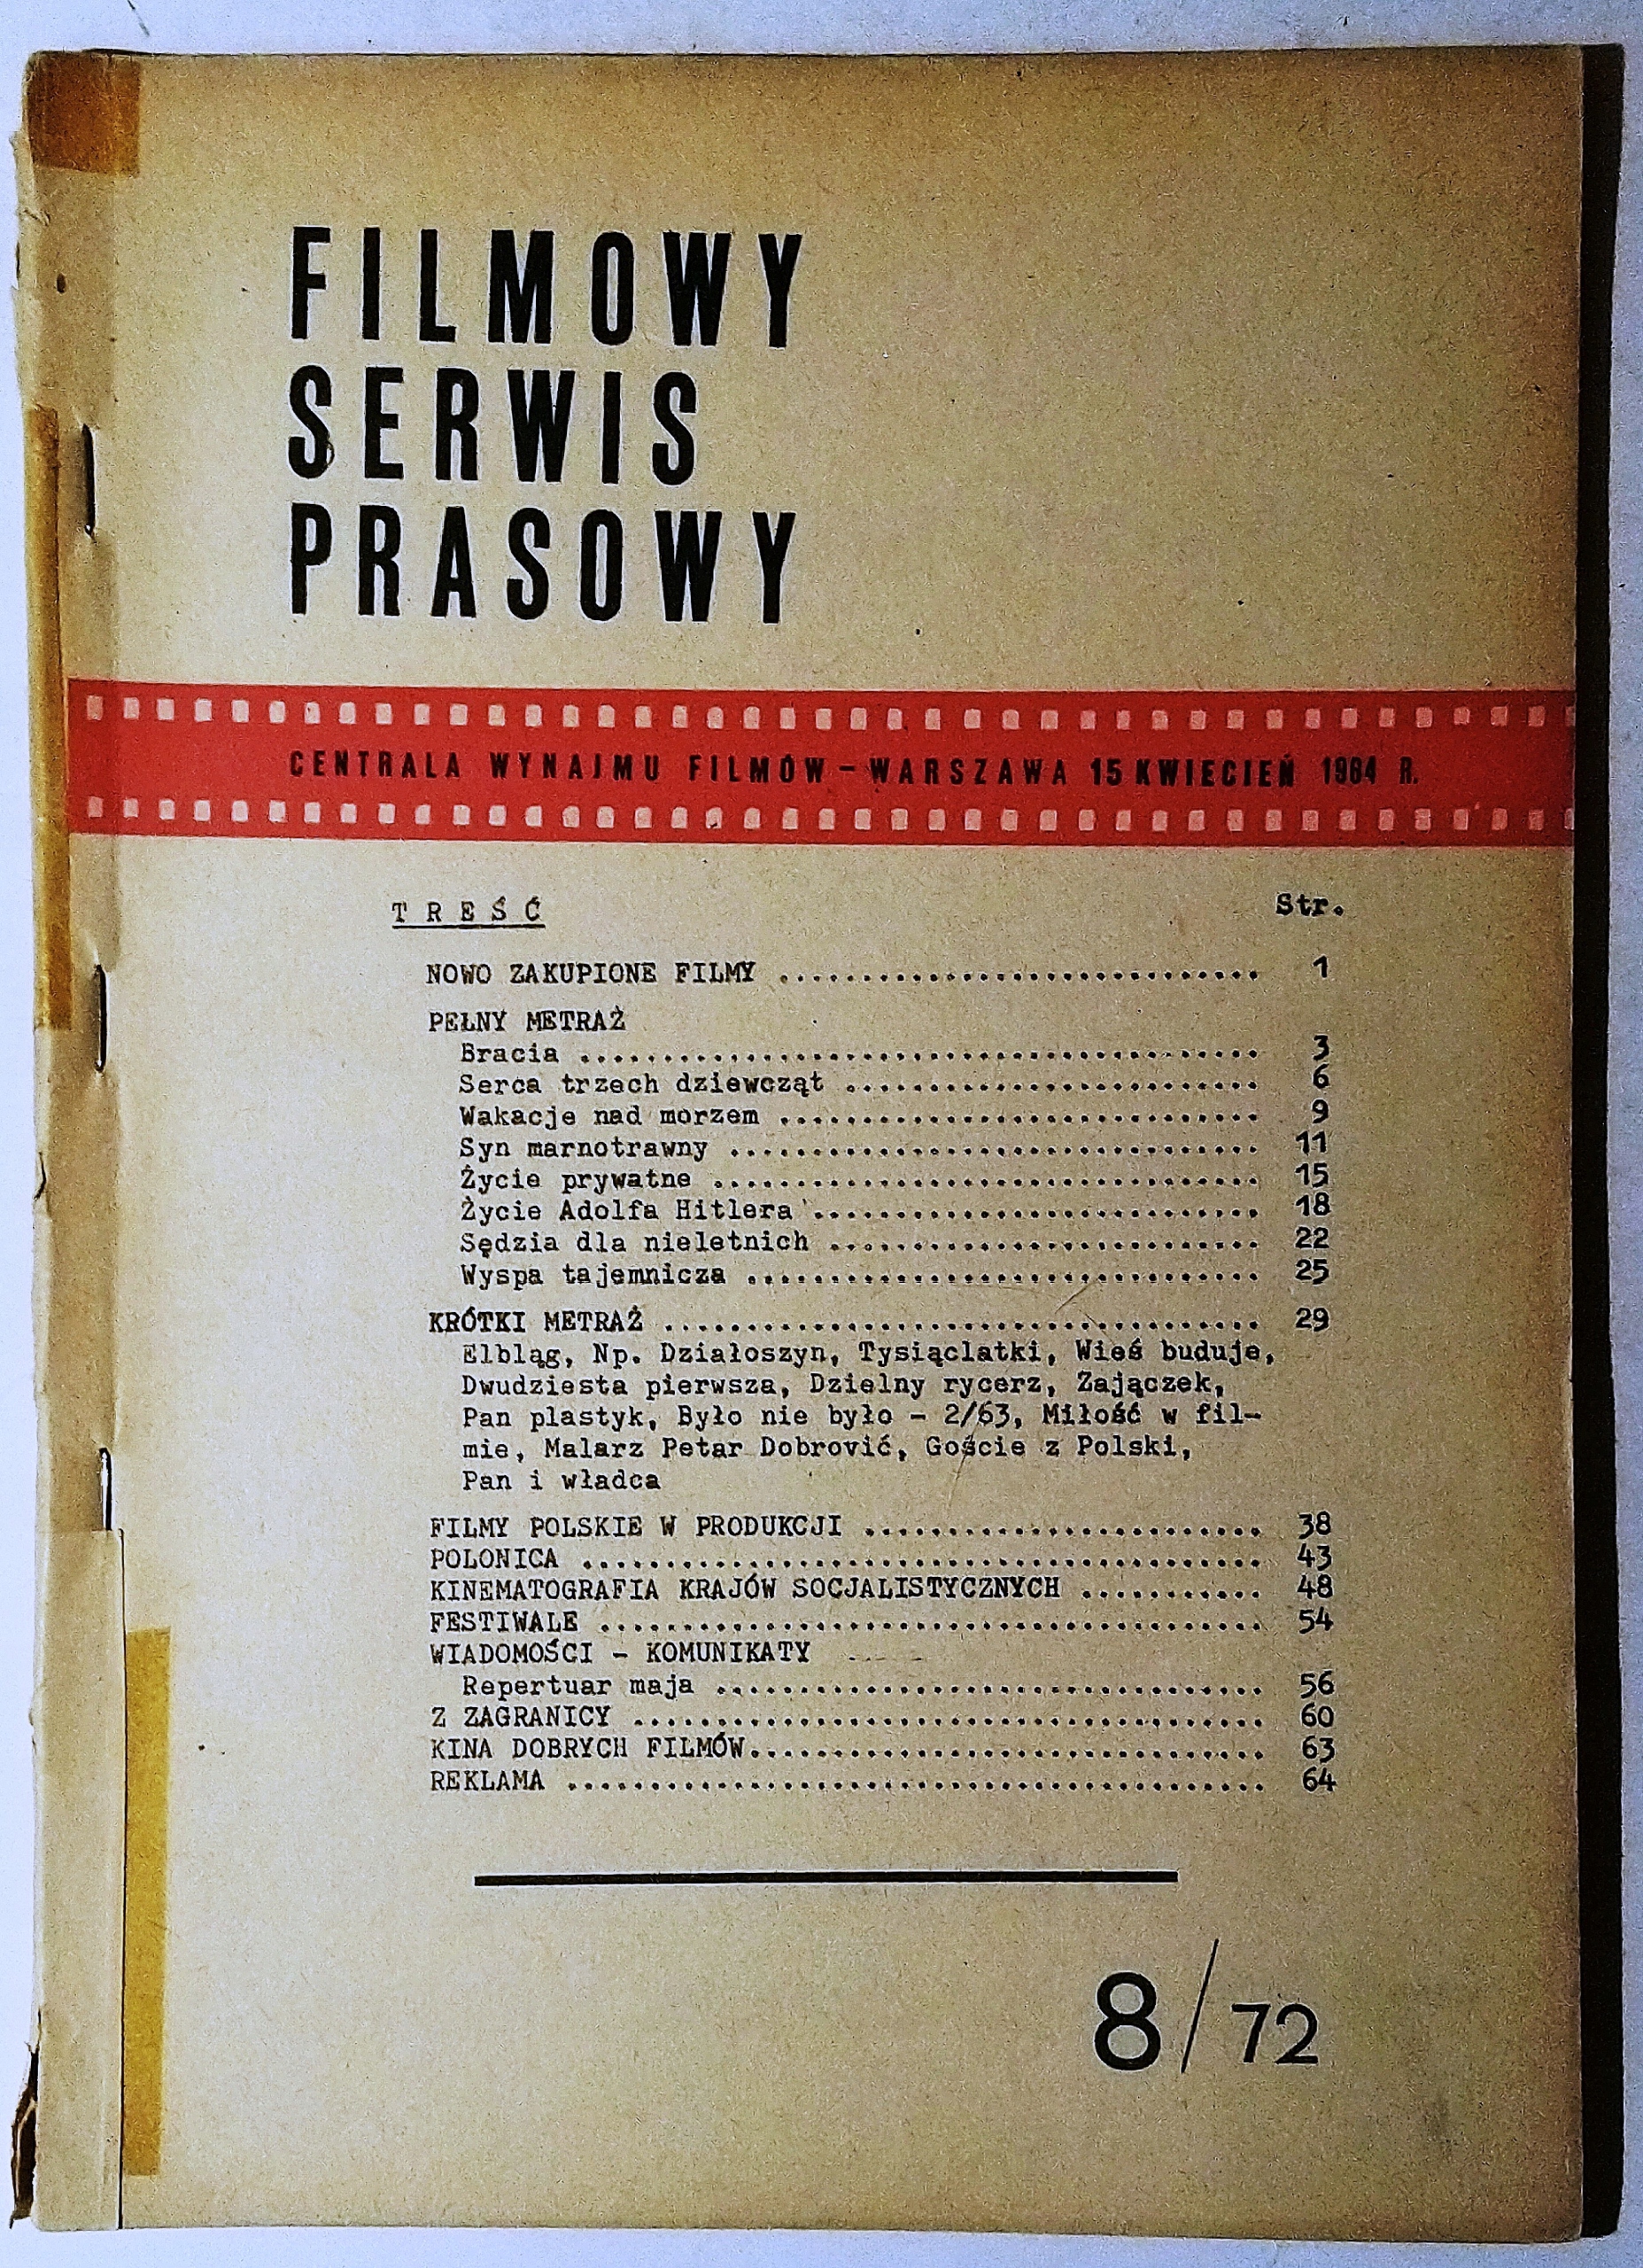 FILMOWY
SERWIS
PRASOWY
CENTRALA WYNAJMU FILMÓW – WARSZAWA 15 KWIECIEŃ 1964 R.
TREŚĆ Str.
NOWO ZAKUPIONE FILMY .............................. 1
PEŁNY METRAŻ
Bracia .......................................... 3
Serca trzech dziewcząt .......................... 6
Wakacje nad morzem .............................. 9
Syn marnotrawny ................................. 11
Życie prywatne .................................. 15
Życie Adolfa Hitlera ............................ 18
Sędzia dla nieletnich ........................... 22
Wyspa tajemnicza ................................ 25
KRÓTKI METRAŻ ..................................... 29
Elbląg, Np. Działoszyn, Tysiąclatki, Wieś buduje,
Dwudziesta pierwsza, Dzielny rycerz, Zajączek,
Pan plastyk, Było nie było - 2/63, Miłość w fil-
mie, Malarz Petar Dobrović, Goście z Polski,
Pan i władca
FILMY POLSKIE W PRODUKCJI ......................... 38
POLONICA .......................................... 43
KINEMATOGRAFIA KRAJÓW SOCJALISTYCZNYCH ........... 48
FESTIWALE ......................................... 54
WIADOMOŚCI - KOMUNIKATY
Repertuar maja .................................. 56
Z ZAGRANICY ....................................... 60
KINA DOBRYCH FILMÓW................................ 63
REKLAMA ........................................... 64
8/72